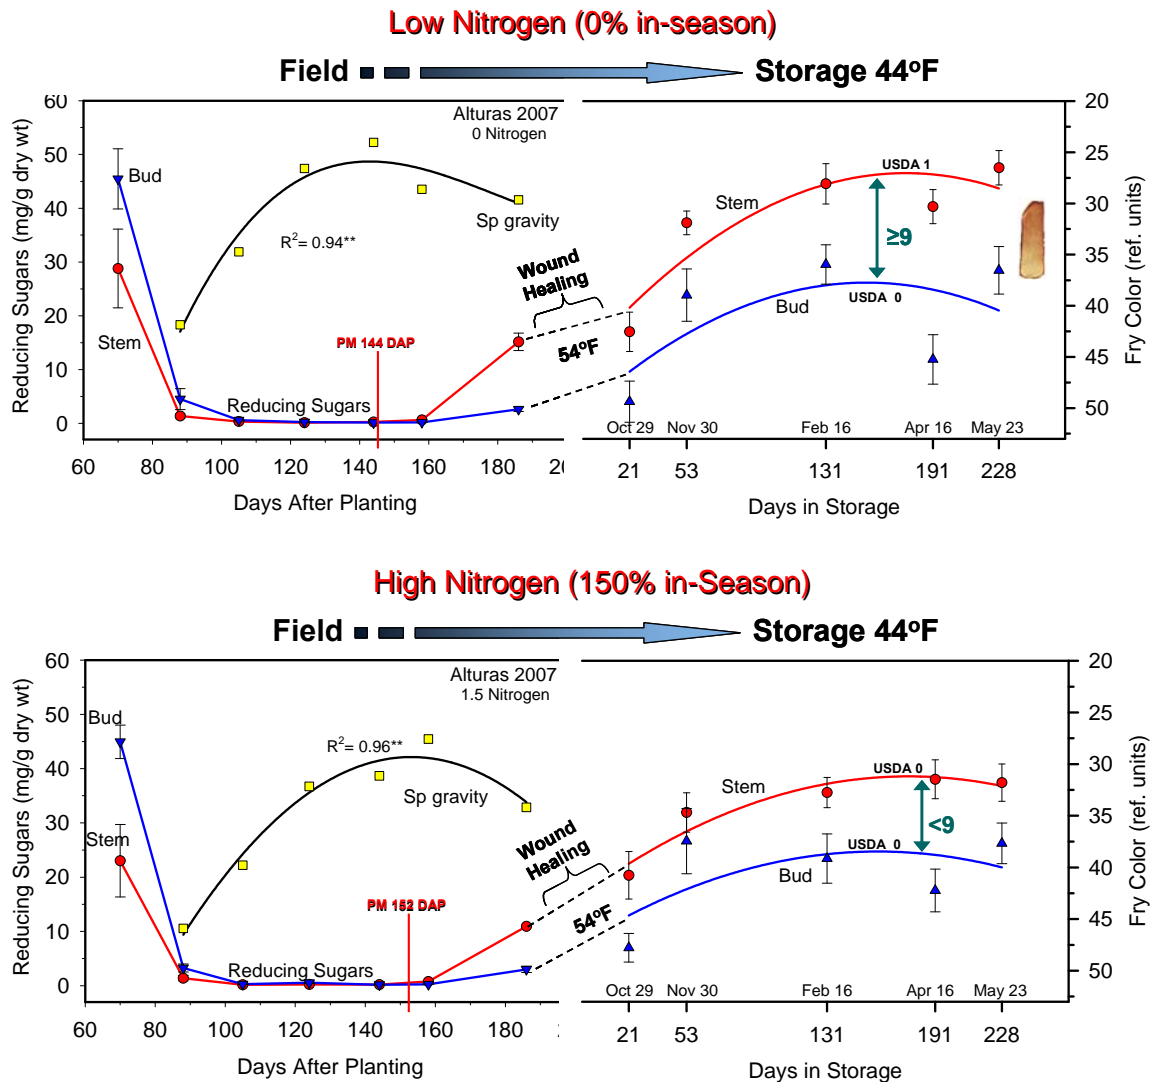 Low Nitrogen (0% in-season)
Field Storage 44°F
Alturas 2007
0 Nitrogen
Reducing Sugars (mg/g dry wt)
60
50
40
30
20
10
0
Bud
Stem
R²= 0.94**
Sp gravity
PM 144 DAP
Reducing Sugars
Wound
Healing
54°F
60 80 100 120 140 160 180
Days After Planting
Stem
USDA 1
≥9
USDA 0
Bud
Oct 29 Nov 30 Feb 16 Apr 16 May 23
21 53 131 191 228
Days in Storage
20
25
30
35
40
45
50
Fry Color (ref. units)
High Nitrogen (150% in-Season)
Field Storage 44°F
Alturas 2007
1.5 Nitrogen
Reducing Sugars (mg/g dry wt)
60
50
40
30
20
10
0
Bud
Stem
R²= 0.96**
Sp gravity
PM 152 DAP
Reducing Sugars
Wound
Healing
54°F
60 80 100 120 140 160 180
Days After Planting
Stem
USDA 0
<9
USDA 0
Bud
Oct 29 Nov 30 Feb 16 Apr 16 May 23
21 53 131 191 228
Days in Storage
20
25
30
35
40
45
50
Fry Color (ref. units)